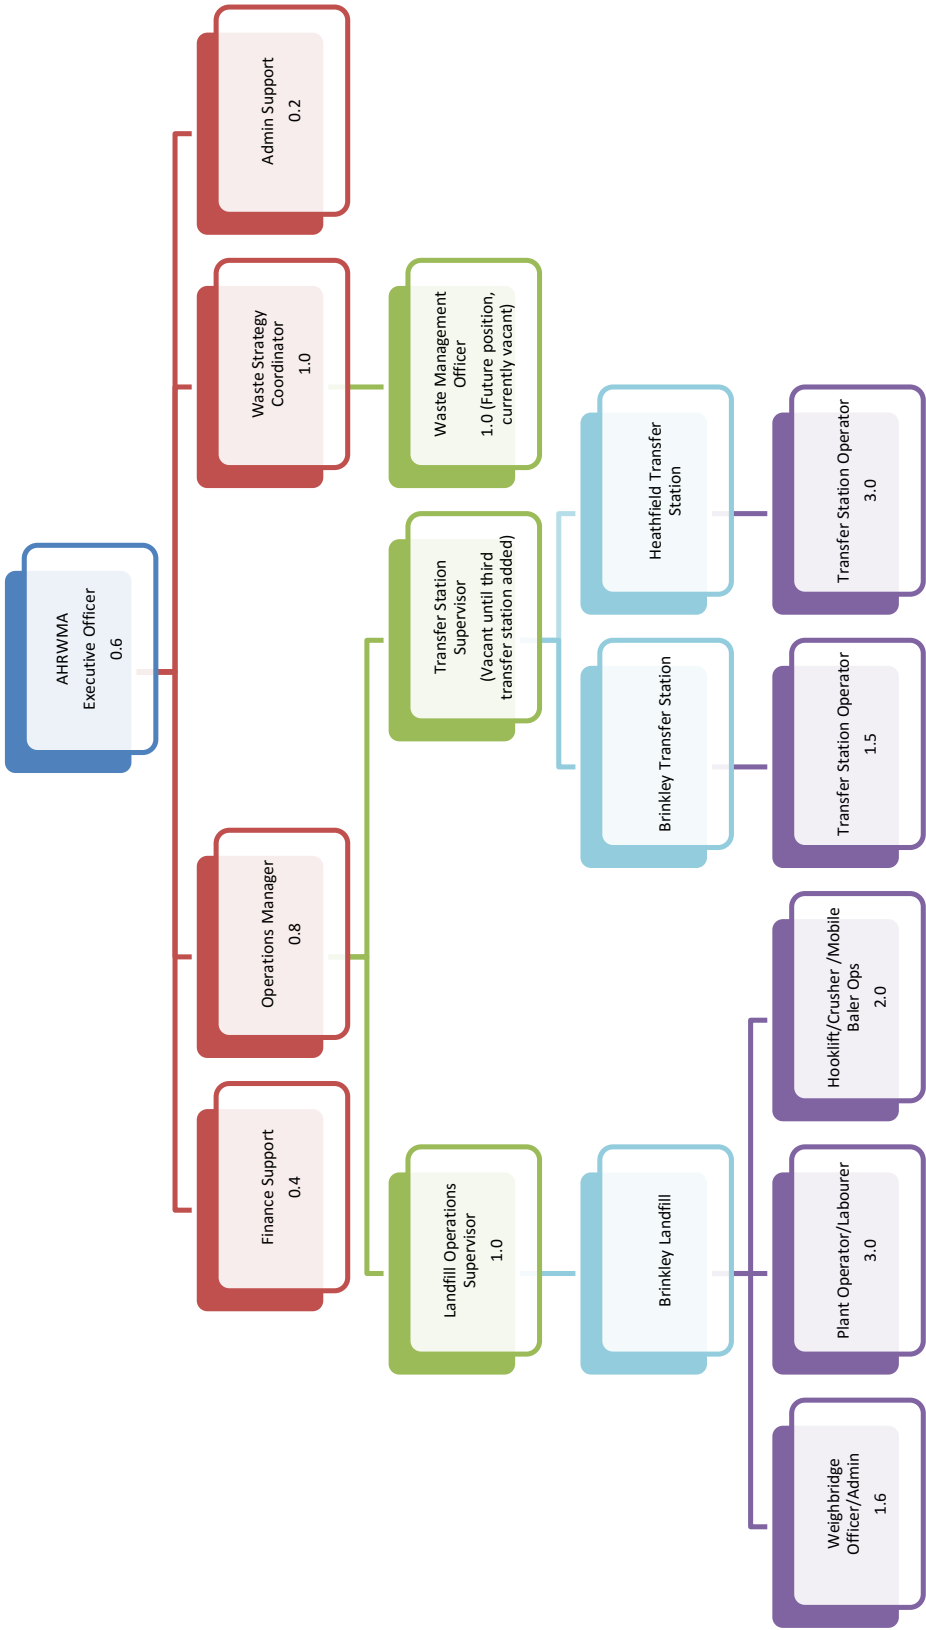 AHRWMA
Executive Officer
0.6
Finance Support
0.4
Operations Manager
0.8
Waste Strategy
Coordinator
1.0
Admin Support
0.2
Landfill Operations
Supervisor
1.0
Transfer Station
Supervisor
(Vacant until third
transfer station added)
Waste Management
Officer
1.0 (Future position,
currently vacant)
Brinkley Landfill
Brinkley Transfer Station
Heathfield Transfer
Station
Weighbridge
Officer/Admin
1.6
Plant Operator/Labourer
3.0
Hooklift/Crusher /Mobile
Baler Ops
2.0
Transfer Station Operator
1.5
Transfer Station Operator
3.0